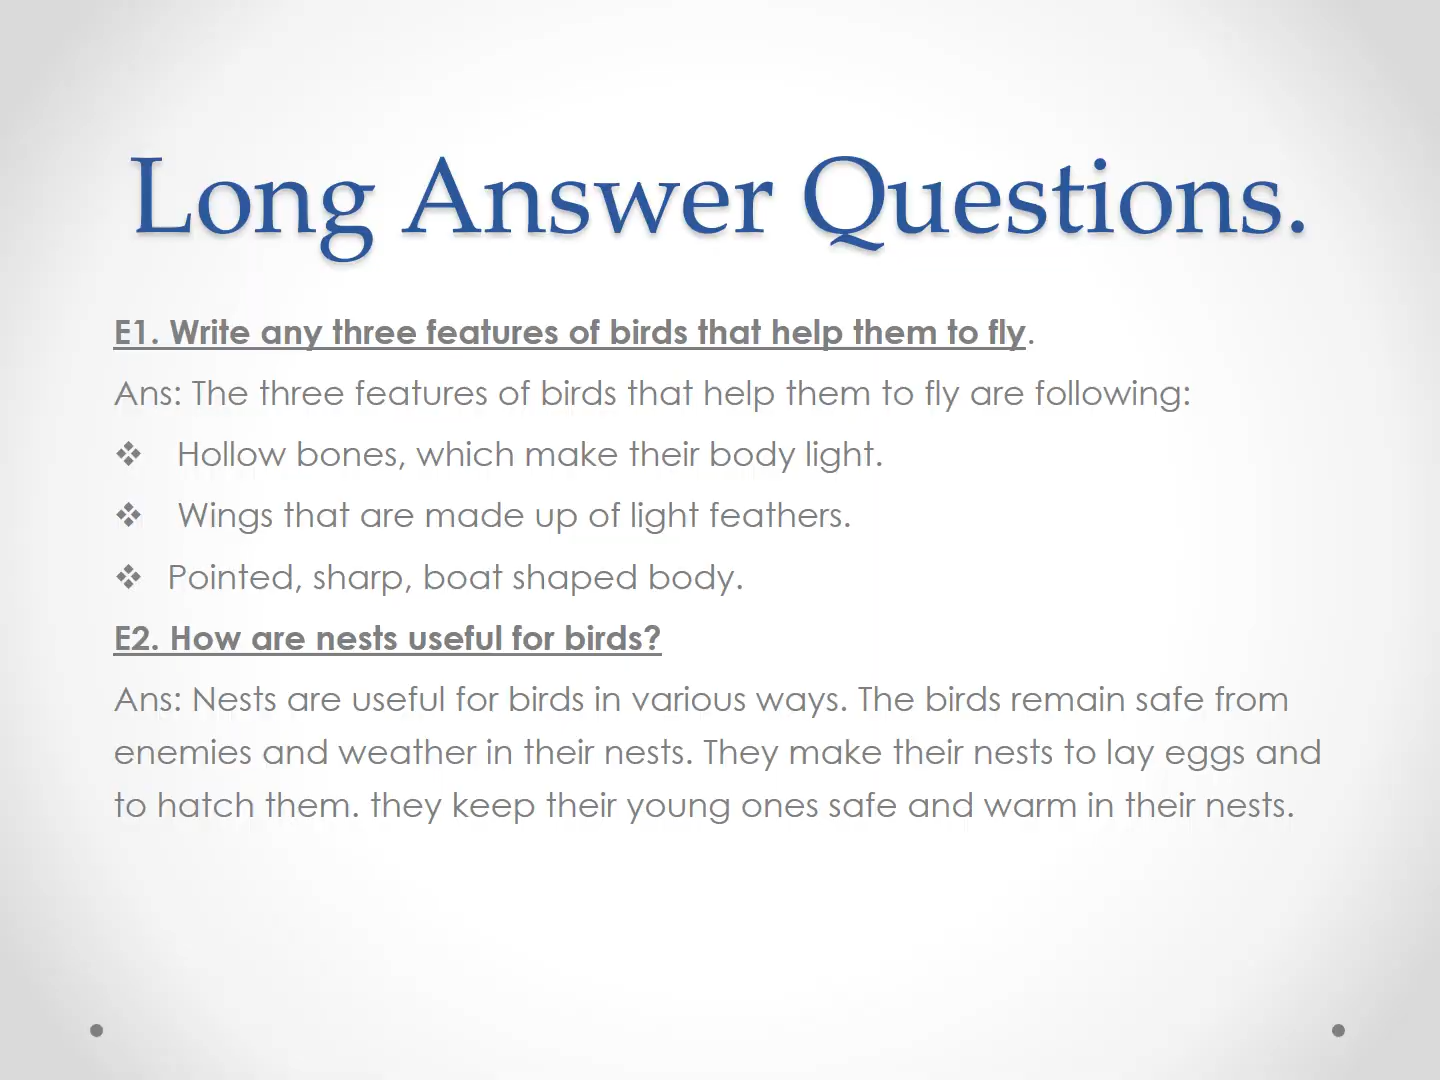 Long Answer Questions.
E1. Write any three features of birds that help them to fly.
Ans: The three features of birds that help them to fly are following:
❖ Hollow bones, which make their body light.
❖ Wings that are made up of light feathers.
❖ Pointed, sharp, boat shaped body.
E2. How are nests useful for birds?
Ans: Nests are useful for birds in various ways. The birds remain safe from
enemies and weather in their nests. They make their nests to lay eggs and
to hatch them. they keep their young ones safe and warm in their nests.